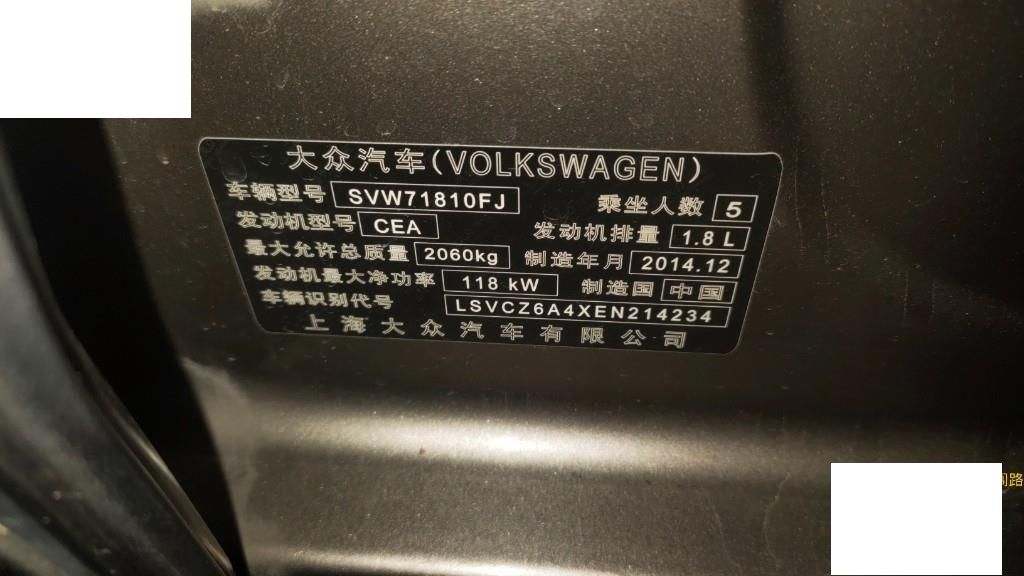 大众汽车(VOLKSWAGEN)
车辆型号 SVW71810FJ 乘坐人数 5
发动机型号 CEA 发动机排量 1.8 L
最大允许总质量 2060kg 制造年月 2014.12
发动机最大净功率 118 kW 制造国 中国
车辆识别代号 LSVCZ6A4XEN214234
上海大众汽车有限公司
路